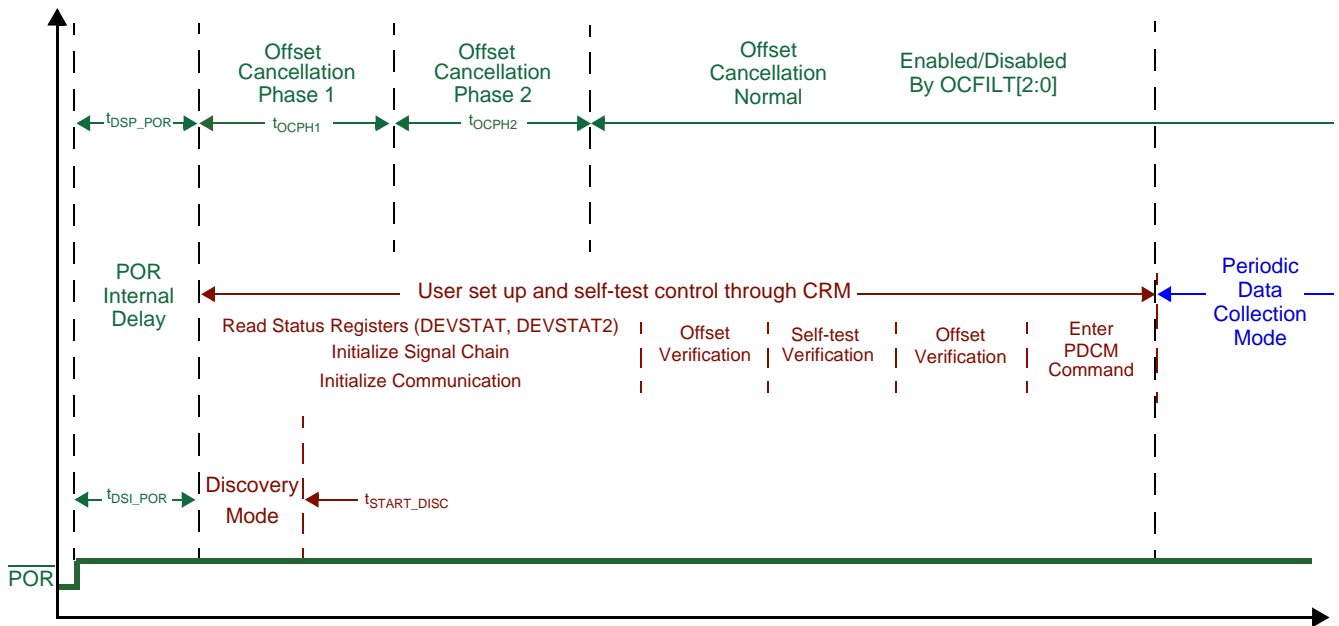 Offset
Cancellation
Phase 1
Offset
Cancellation
Phase 2
Offset
Cancellation
Normal
Enabled/Disabled
By OCFILT[2:0]
tDSP_POR
tOCPH1
tOCPH2
POR
Internal
Delay
User set up and self-test control through CRM
Periodic
Data
Collection
Mode
Read Status Registers (DEVSTAT, DEVSTAT2)
Initialize Signal Chain
Initialize Communication
Offset
Verification
Self-test
Verification
Offset
Verification
Enter
PDCM
Command
tDSI_POR
Discovery
Mode
tSTART_DISC
POR